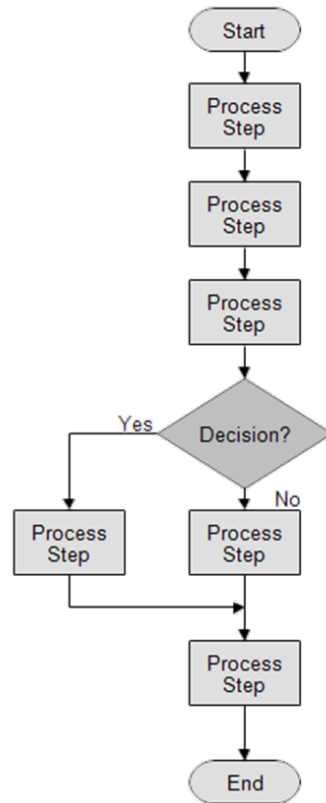 Start
Process
Step
Process
Step
Process
Step
Decision?
Yes
No
Process
Step
Process
Step
Process
Step
End